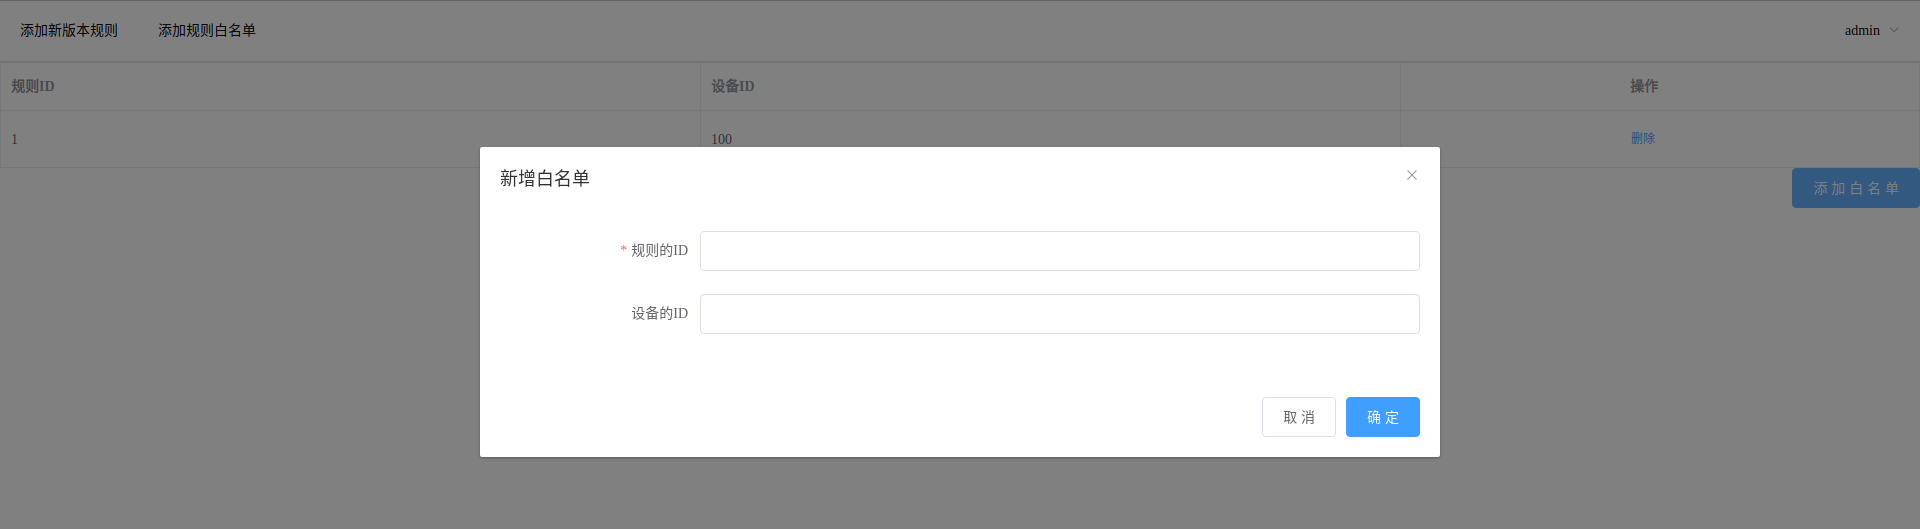 添加新版本规则 添加规则白名单 admin
规则ID 设备ID 操作
1 100 删除
新增白名单
添 加 白 名 单
* 规则的ID
设备的ID
取 消 确 定